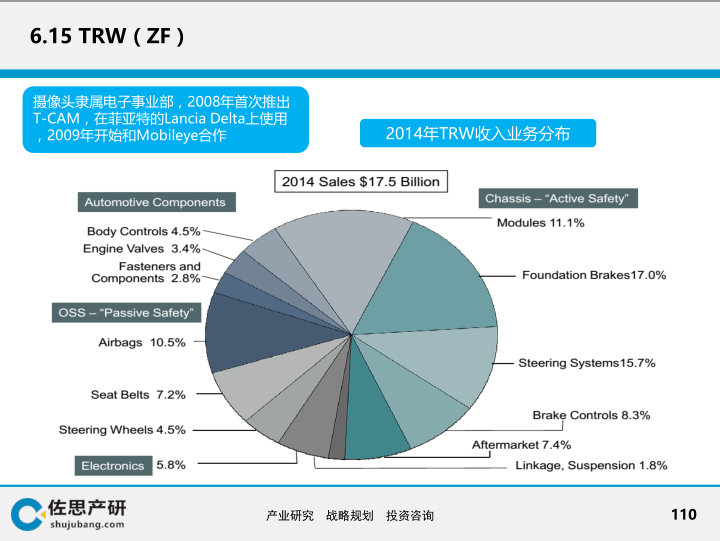 6.15 TRW（ZF）
摄像头隶属电子事业部，2008年首次推出
T-CAM，在菲亚特的Lancia Delta上使用
，2009年开始和Mobileye合作
2014年TRW收入业务分布
2014 Sales $17.5 Billion
Automotive Components
Chassis – “Active Safety”
Modules 11.1%
Body Controls 4.5%
Engine Valves 3.4%
Fasteners and
Components 2.8%
Foundation Brakes17.0%
OSS – “Passive Safety”
Airbags 10.5%
Steering Systems15.7%
Seat Belts 7.2%
Brake Controls 8.3%
Steering Wheels 4.5%
Aftermarket 7.4%
Electronics 5.8%
Linkage, Suspension 1.8%
佐思产研
shujubang.com
产业研究 战略规划 投资咨询
110